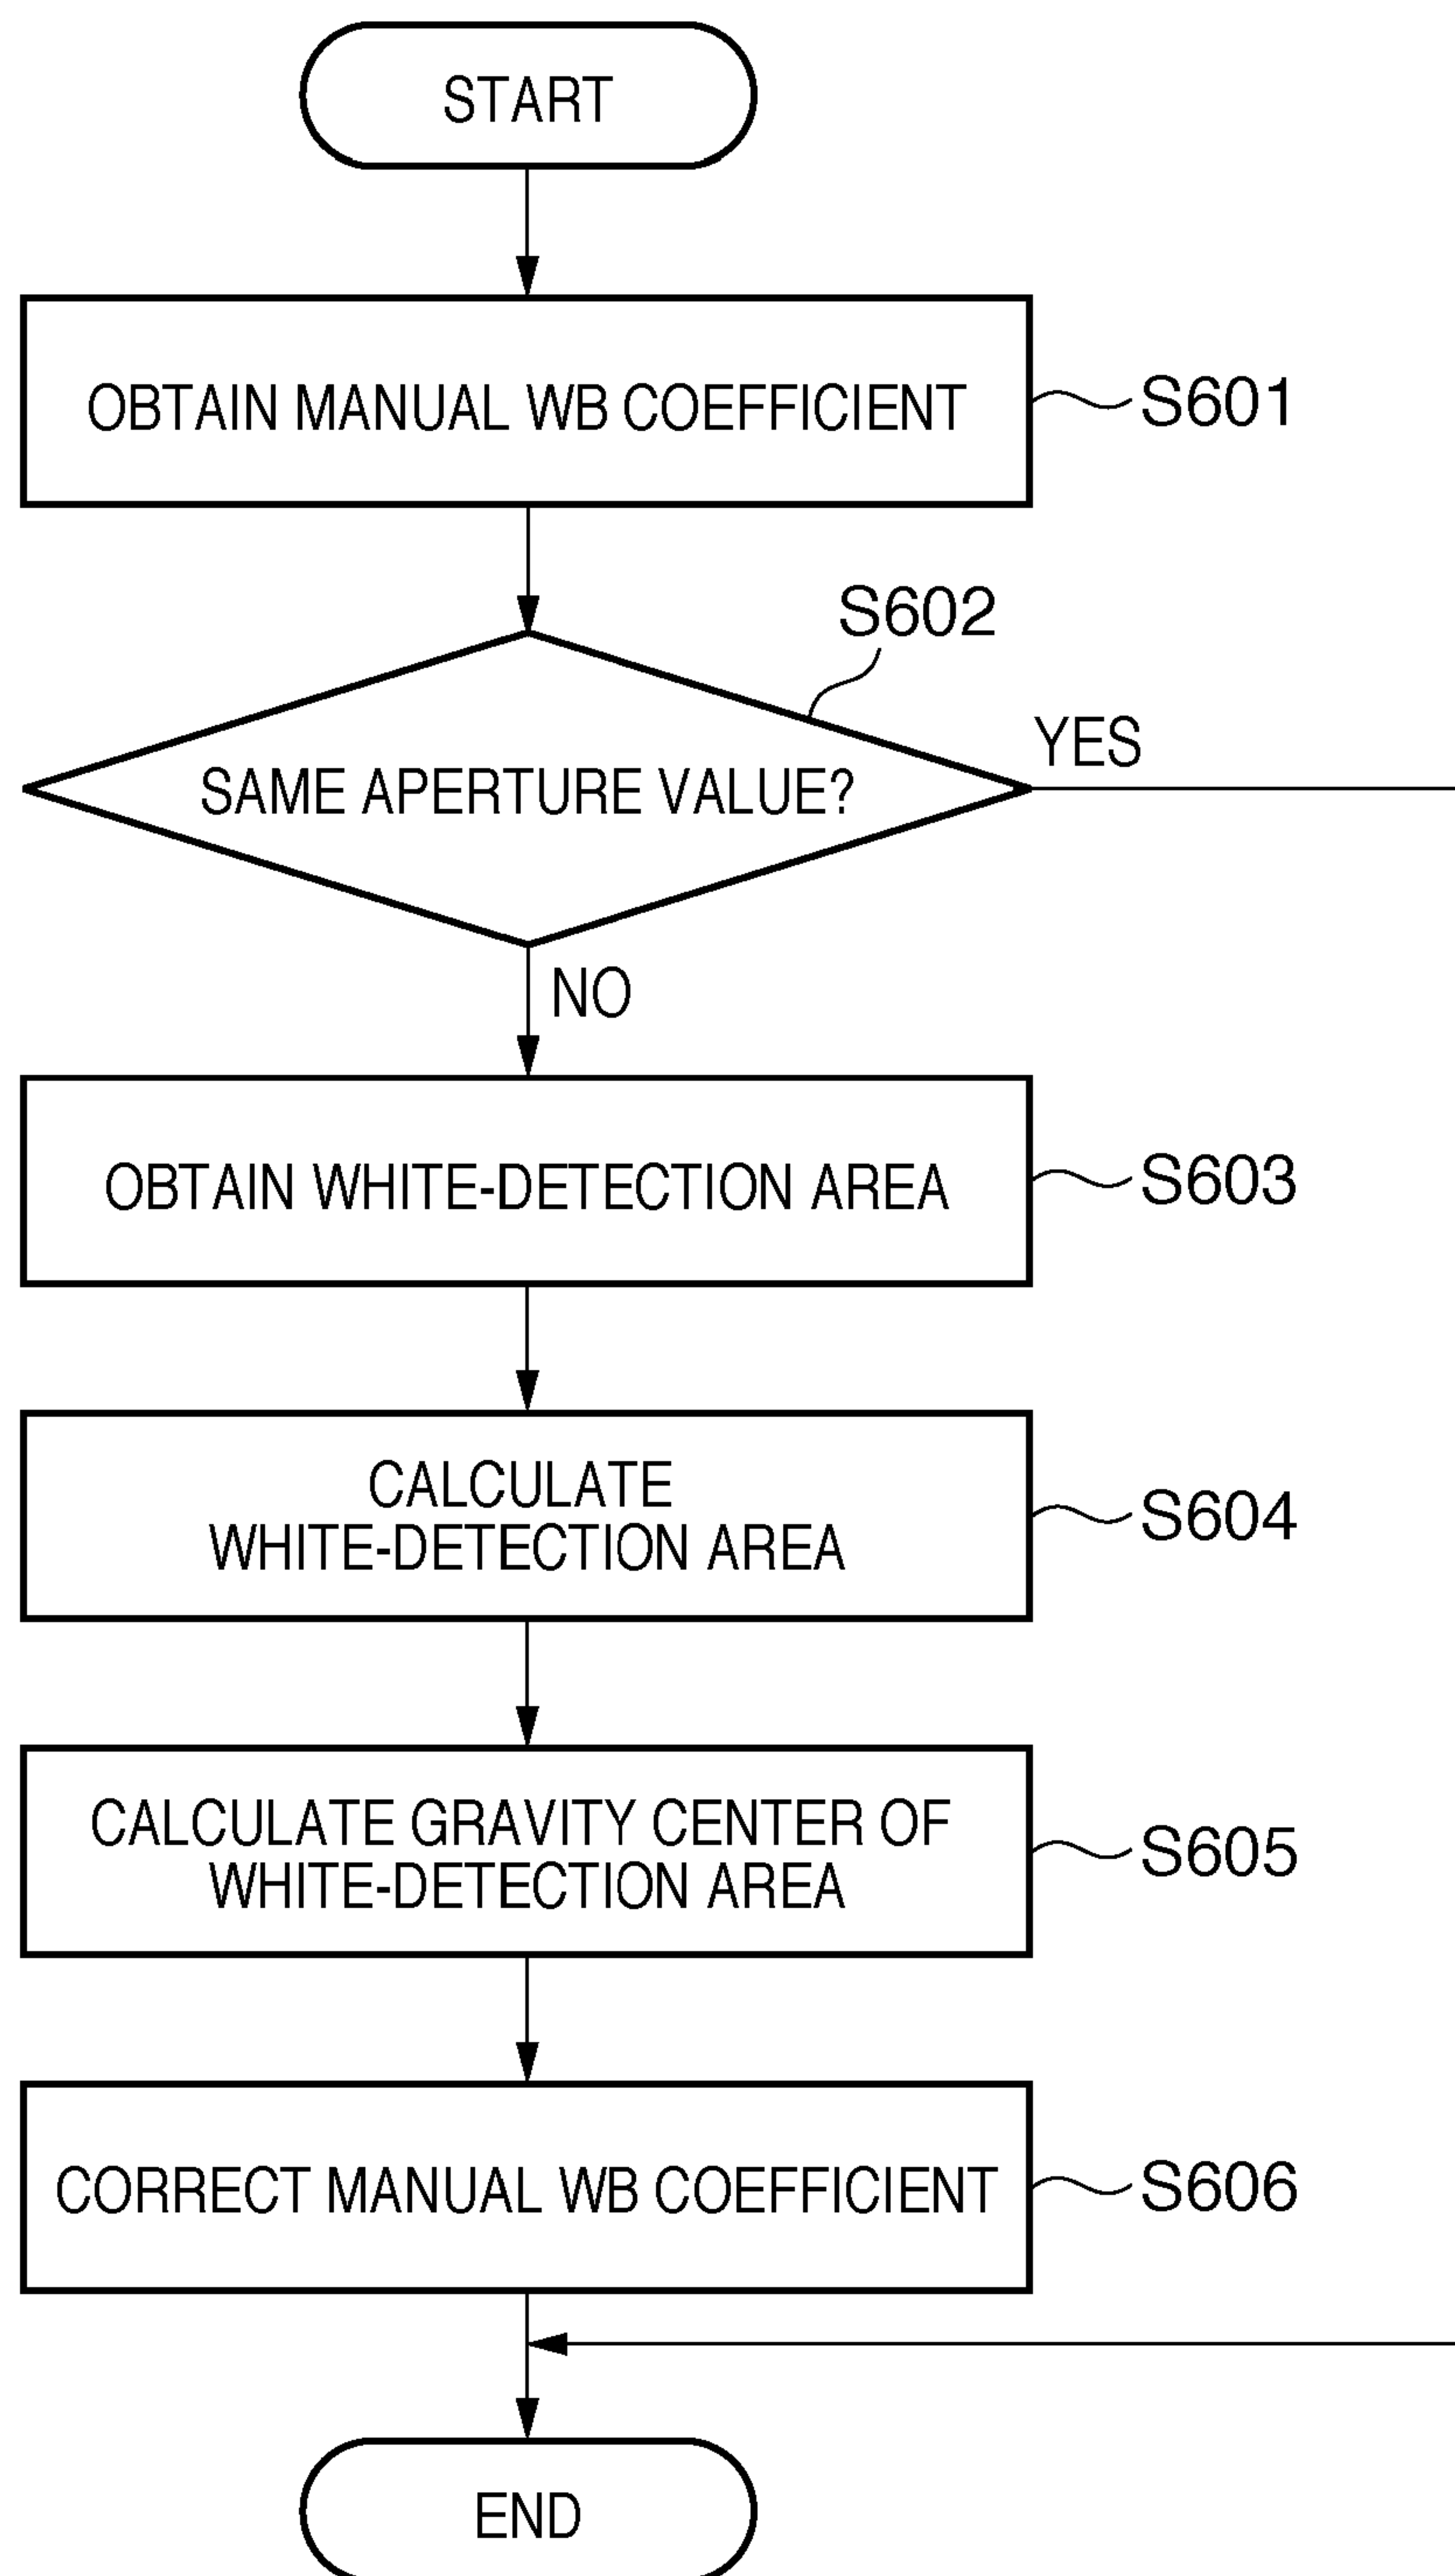 START
OBTAIN MANUAL WB COEFFICIENT
S601
S602
SAME APERTURE VALUE?
YES
NO
OBTAIN WHITE-DETECTION AREA
S603
CALCULATE
WHITE-DETECTION AREA
S604
CALCULATE GRAVITY CENTER OF
WHITE-DETECTION AREA
S605
CORRECT MANUAL WB COEFFICIENT
S606
END